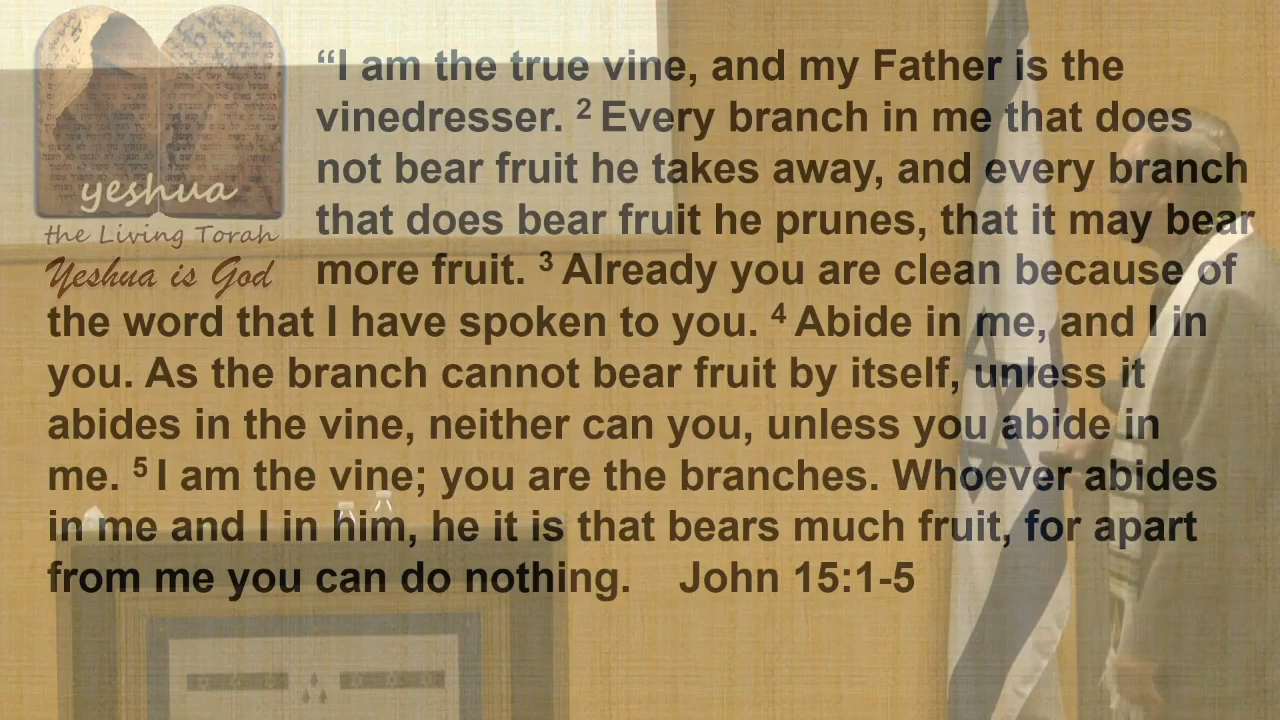 yeshua
the Living Torah
Yeshua is God
“I am the true vine, and my Father is the
vinedresser. ² Every branch in me that does
not bear fruit he takes away, and every branch
that does bear fruit he prunes, that it may bear
more fruit. ³ Already you are clean because of
the word that I have spoken to you. ⁴ Abide in me, and I in
you. As the branch cannot bear fruit by itself, unless it
abides in the vine, neither can you, unless you abide in
me. ⁵ I am the vine; you are the branches. Whoever abides
in me and I in him, he it is that bears much fruit, for apart
from me you can do nothing. John 15:1-5